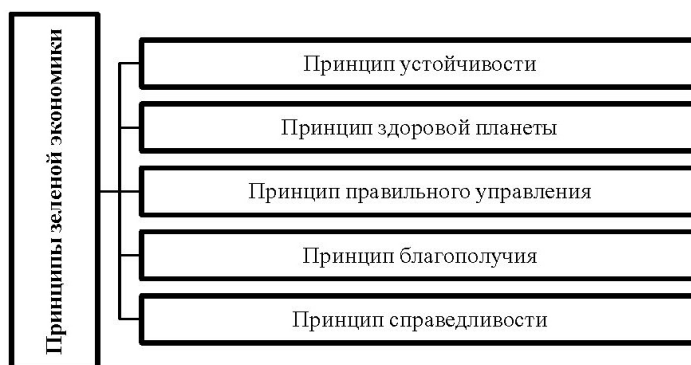 Принципы зеленой экономики
Принцип устойчивости
Принцип здоровой планеты
Принцип правильного управления
Принцип благополучия
Принцип справедливости